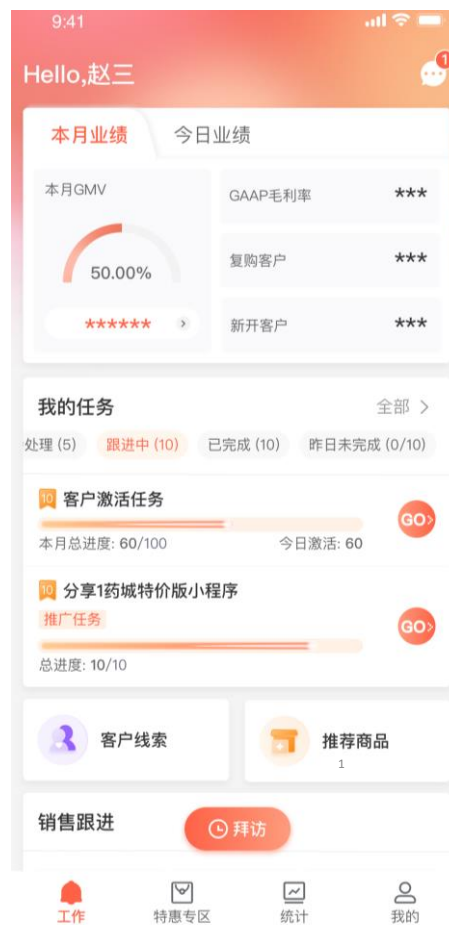 9:41
Hello,赵三
1
本月业绩
今日业绩
本月GMV
50.00%
******
GAAP毛利率 ***
复购客户 ***
新开客户 ***
我的任务 全部
处理 (5) 跟进中 (10) 已完成 (10) 昨日未完成 (0/10)
10 客户激活任务
GO
本月总进度: 60/100 今日激活: 60
10 分享1药城特价版小程序
推广任务
GO
总进度: 10/10
客户线索
推荐商品
1
销售跟进
拜访
工作 特惠专区 统计 我的